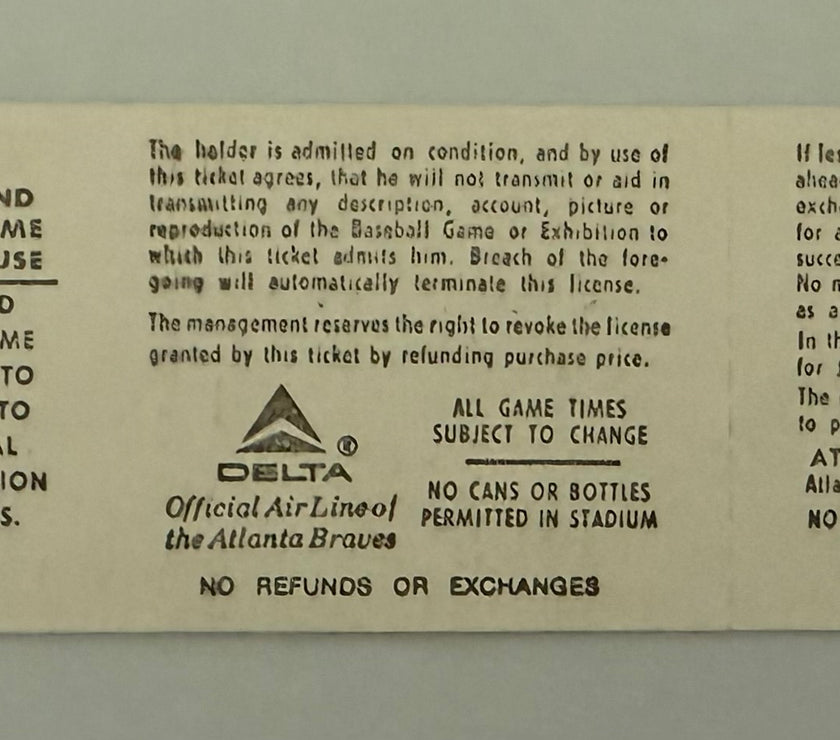 ND
ME
USE
D
ME
TO
TO
AL
ION
S.
The holder is admitted on condition, and by use of
this ticket agrees, that he will not transmit or aid in
transmitting any description, account, picture or
reproduction of the Baseball Game or Exhibition to
which this ticket admits him. Breach of the fore-
going will automatically terminate this license.
The management reserves the right to revoke the license
granted by this ticket by refunding purchase price.
DELTA ®
Official Air Line of
the Atlanta Braves
ALL GAME TIMES
SUBJECT TO CHANGE
NO CANS OR BOTTLES
PERMITTED IN STADIUM
NO REFUNDS OR EXCHANGES
If les
ahea
exch
for a
succe
No m
as a
In th
for
The
to p
AT
Atla
NO